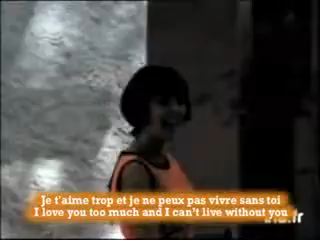 Je t'aime trop et je ne peux pas vivre sans toi
I love you too much and I can't live without you
.fr